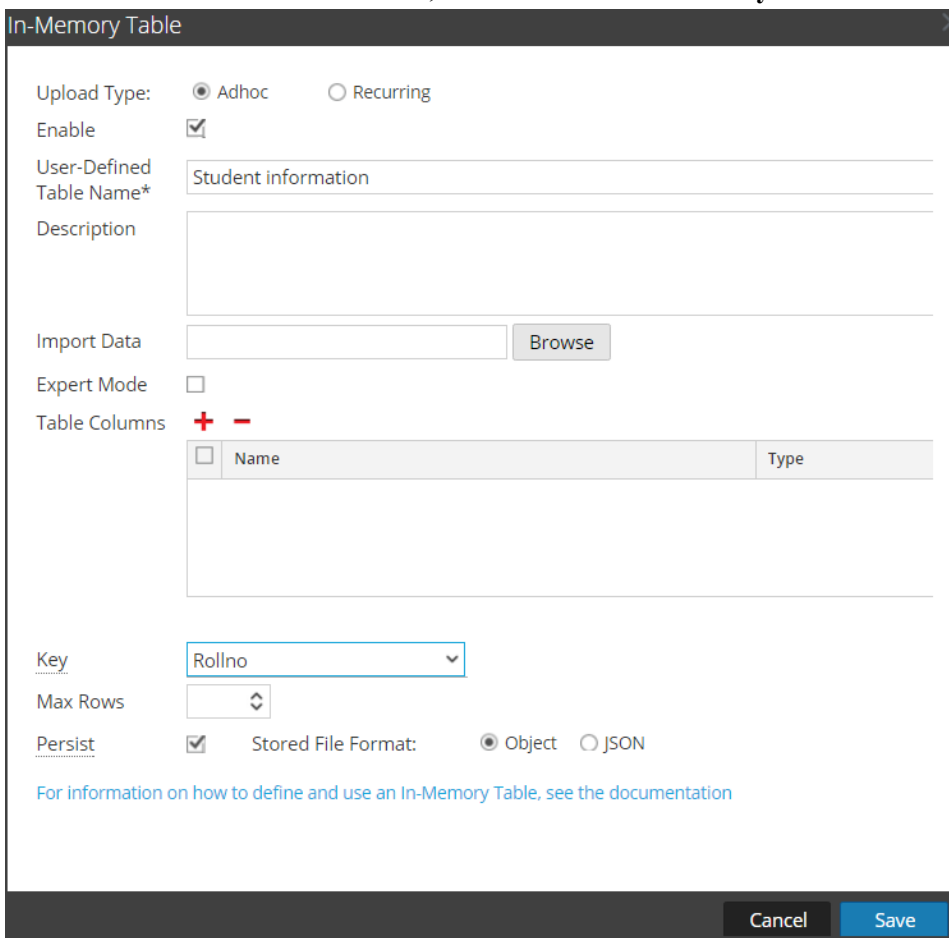 In-Memory Table
Upload Type: Adhoc Recurring
Enable
User-Defined
Table Name* Student information
Description
Import Data Browse
Expert Mode
Table Columns
Name Type
Key Rollno
Max Rows
Persist Stored File Format: Object JSON
For information on how to define and use an In-Memory Table, see the documentation
Cancel Save